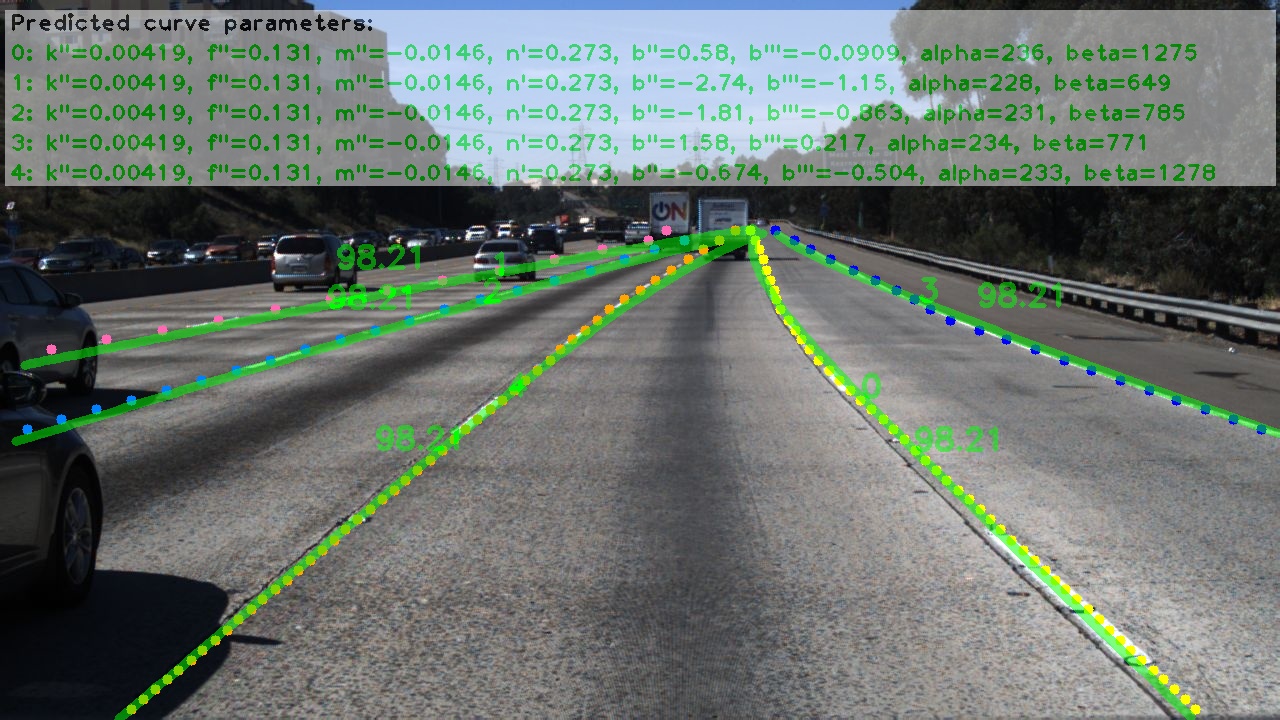 Predicted curve parameters:
0: k''=0.00419, f''=0.131, m''=-0.0146, n'=0.273, b''=0.58, b'''=-0.0909, alpha=236, beta=1275
1: k''=0.00419, f''=0.131, m''=-0.0146, n'=0.273, b''=-2.74, b'''=-1.15, alpha=228, beta=649
2: k''=0.00419, f''=0.131, m''=-0.0146, n'=0.273, b''=-1.81, b'''=-0.863, alpha=231, beta=785
3: k''=0.00419, f''=0.131, m''=-0.0146, n'=0.273, b''=1.58, b'''=0.217, alpha=234, beta=771
4: k''=0.00419, f''=0.131, m''=-0.0146, n'=0.273, b''=-0.674, b'''=-0.504, alpha=233, beta=1278
ON
98.21 1
98.21 2 3 98.21
0
98.21 98.21